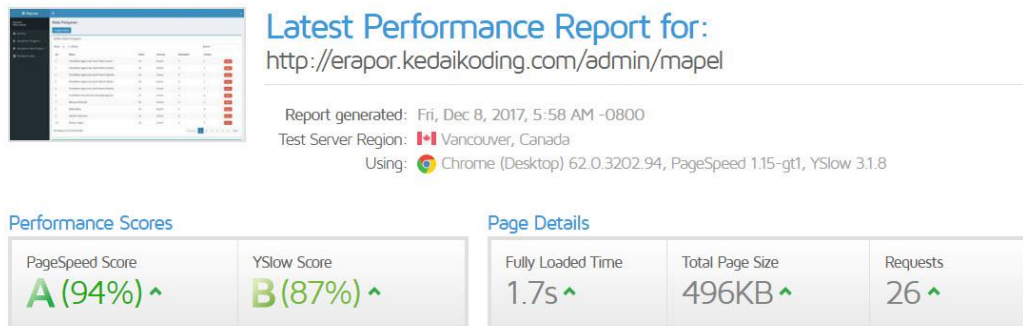 Latest Performance Report for:
http://erapor.kedaikoding.com/admin/mapel
Report generated: Fri, Dec 8, 2017, 5:58 AM -0800
Test Server Region: Vancouver, Canada
Using: Chrome (Desktop) 62.0.3202.94, PageSpeed 1.15-gt1, YSlow 3.1.8
Performance Scores
Page Details
PageSpeed Score
YSlow Score
Fully Loaded Time
Total Page Size
Requests
A (94%)
B (87%)
1.7s
496KB
26